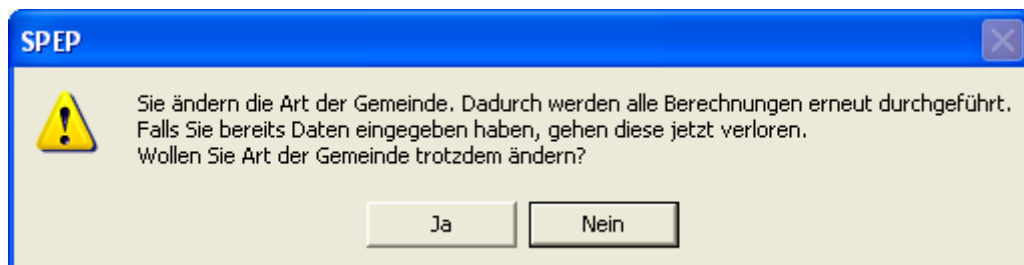 SPEP
Sie ändern die Art der Gemeinde. Dadurch werden alle Berechnungen erneut durchgeführt.
Falls Sie bereits Daten eingegeben haben, gehen diese jetzt verloren.
Wollen Sie Art der Gemeinde trotzdem ändern?
Ja Nein